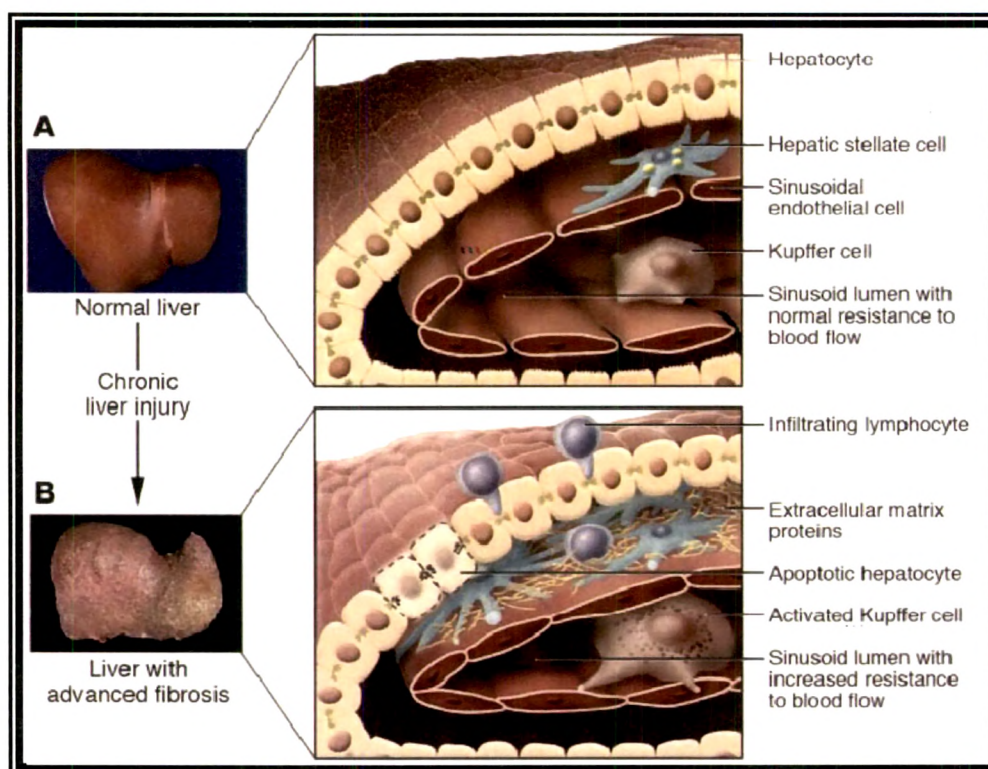 A
Normal liver
Chronic
liver injury
B
Liver with
advanced fibrosis
Hepatocyte
Hepatic stellate cell
Sinusoidal
endothelial cell
Kupffer cell
Sinusoid lumen with
normal resistance to
blood flow
Infiltrating lymphocyte
Extracellular matrix
proteins
Apoptotic hepatocyte
Activated Kupffer cell
Sinusoid lumen with
increased resistance
to blood flow